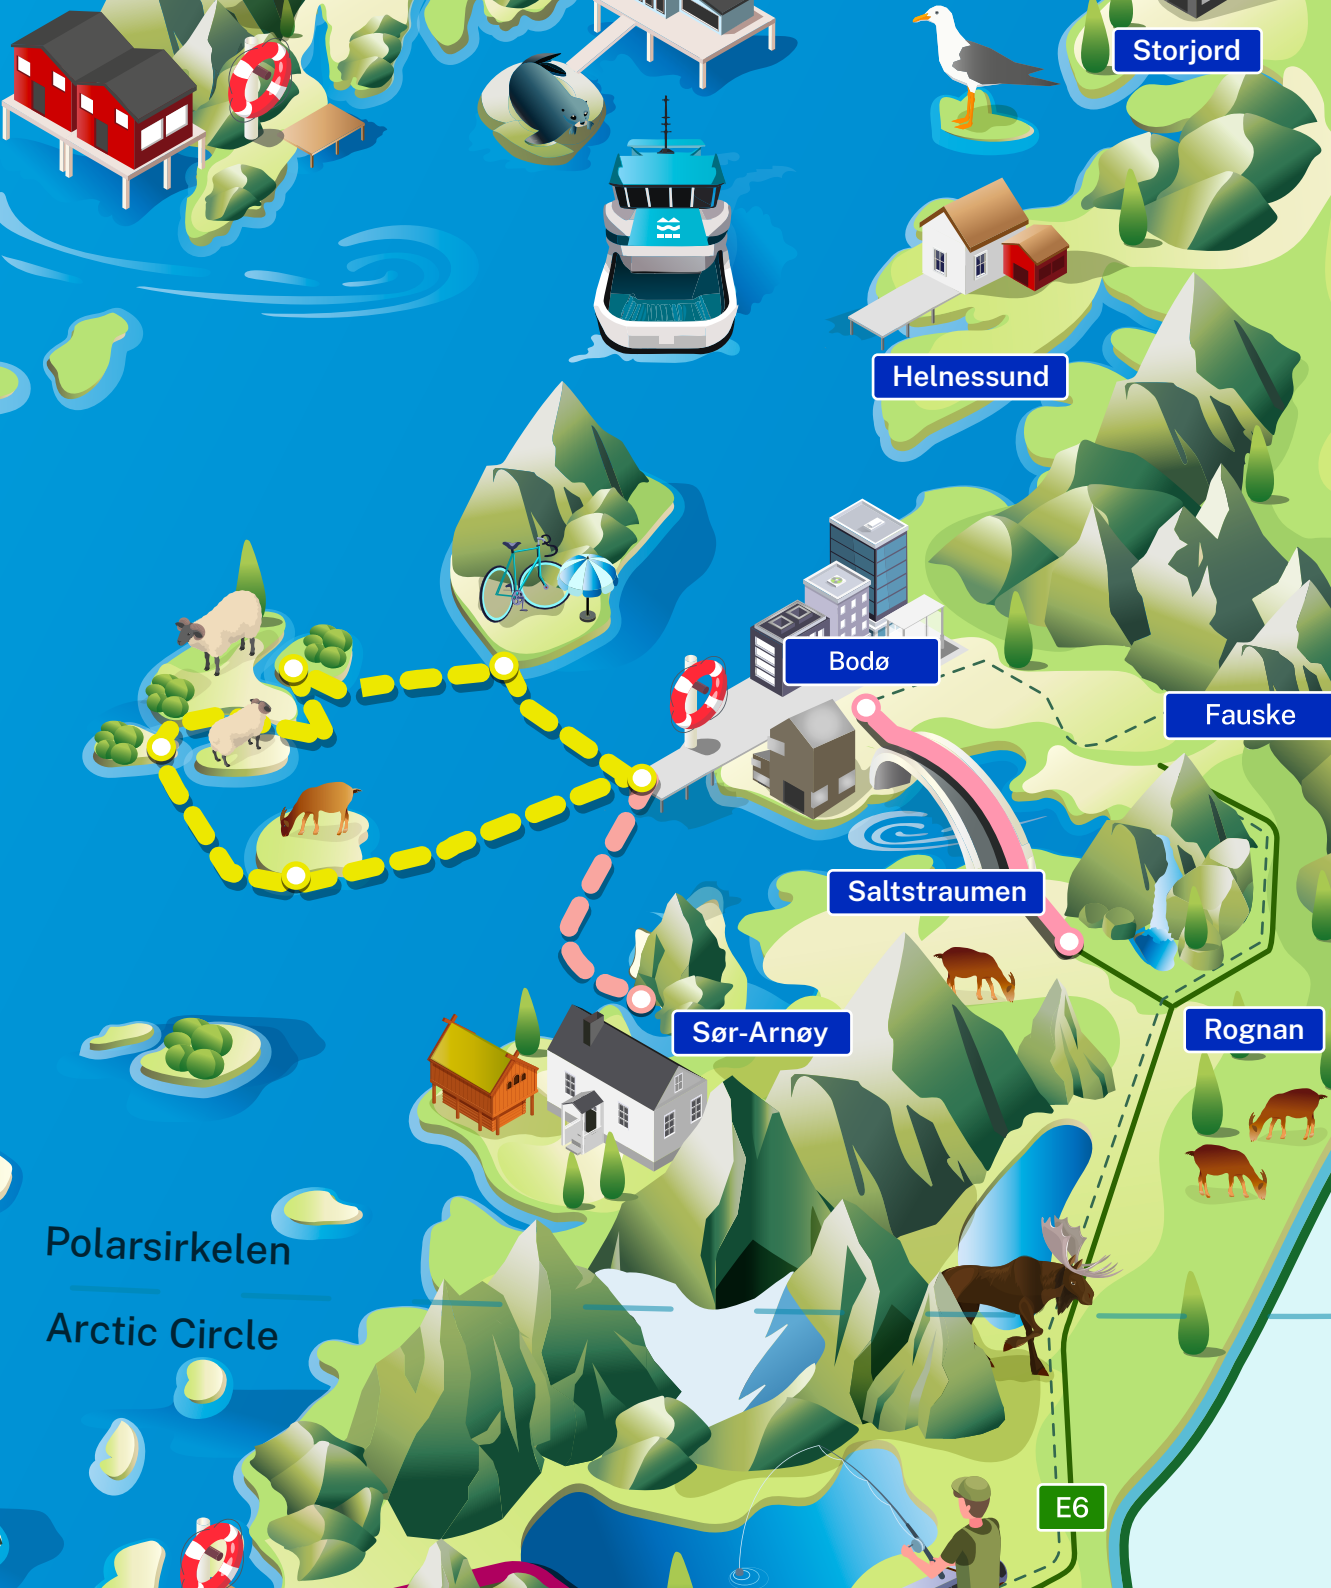 Storjord
Helnessund
Bodø
Fauske
Saltstraumen
Rognan
Sør-Arnøy
Polarsirkelen
Arctic Circle
E6